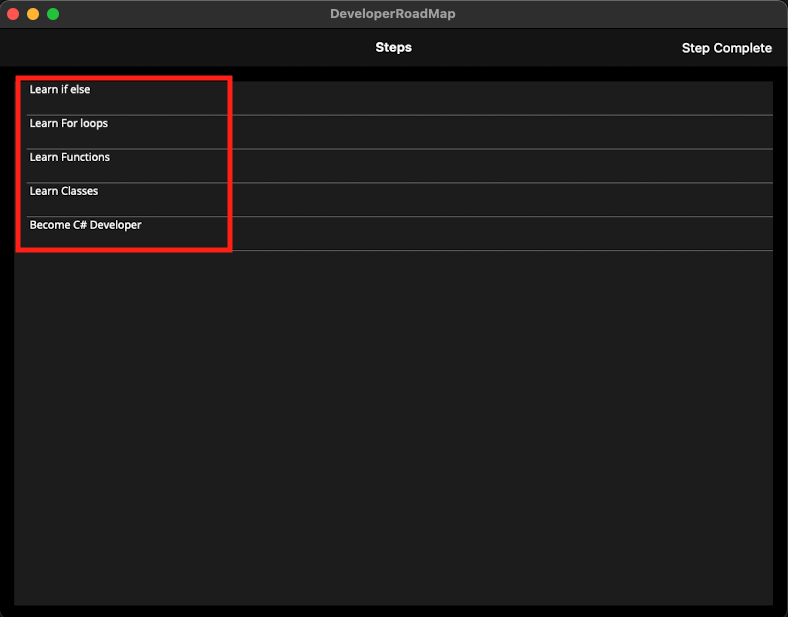 DeveloperRoadMap
Steps
Step Complete
Learn if else
Learn For loops
Learn Functions
Learn Classes
Become C# Developer